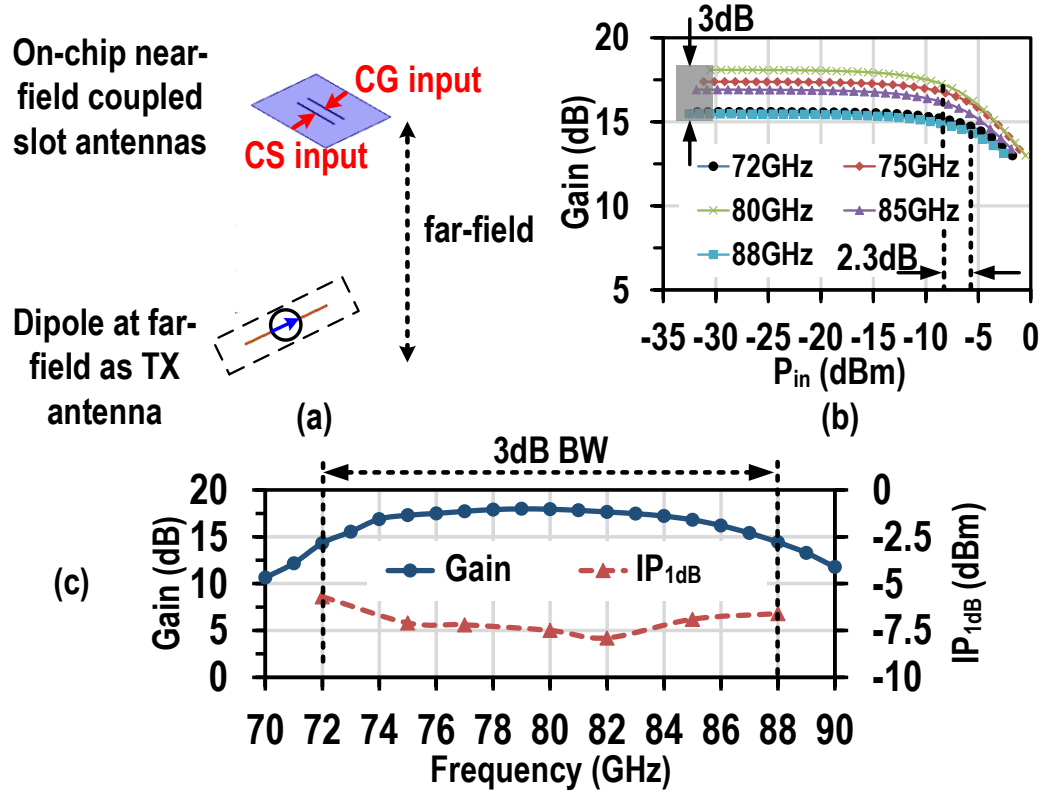 On-chip near-
field coupled
slot antennas
CG input
CS input
far-field
Dipole at far-
field as TX
antenna
(a)
3dB
20
15
10
5
Gain (dB)
72GHz
75GHz
80GHz
85GHz
88GHz
2.3dB
-35 -30 -25 -20 -15 -10 -5 0
Pin (dBm)
(b)
3dB BW
20
15
10
5
0
Gain (dB)
Gain
IP1dB
0
-2.5
-5
-7.5
-10
IP1dB (dBm)
(c)
70 72 74 76 78 80 82 84 86 88 90
Frequency (GHz)